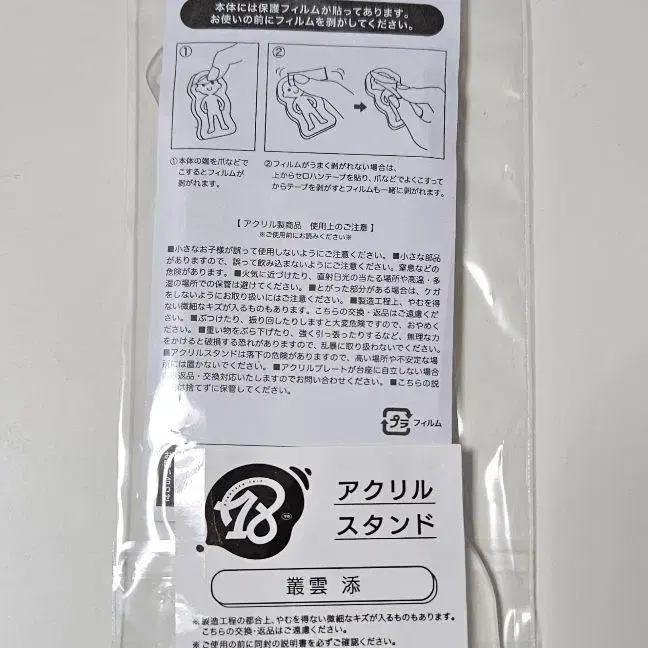 本体には保護フィルムが貼ってあります。
お使いの前にフィルムを剥がしてください。
① ②
①本体の端を爪などで
こするとフィルムが
剥がれます。
②フィルムがうまく剥がれない場合は、
上からセロハンテープを貼り、爪などでよくこすって
からテープを剥がすとフィルムも一緒に剥がれます。
【 アクリル製商品 使用上のご注意 】
※ご使用前にお読みください※
■小さなお子様が誤って使用しないようにご注意ください。 ■小さな部品
がありますので、誤って飲み込まないようにご注意ください。窒息などの
危険があります。 ■火気に近づけたり、直射日光の当たる場所や高温・多
湿の場所での保管は避けてください。 ■とがった部分がある場合は、ケガ
をしないようにお取り扱いにはご注意ください。 ■製造工程上、やむを得
ない微細なキズが入るものもあります。こちらの交換・返品はご遠慮くだ
い。 ■ぶつけたり、振り回したりしますと大変危険ですので、おやめく
ださい。 ■重い物をぶら下げたり、強く引っ張ったりするなど、無理な力
をかけると破損する恐れがありますので、乱暴に取り扱わないでください。
■アクリルスタンドは落下の危険がありますので、高い場所や不安定な場
所には置かないでください。 ■アクリルプレートが台座に自立しない場合
は返品・交換対応いたしますのでお問い合わせください。 ■こちらの説
は捨てずに保管してください。
プラ フィルム
アクリル
スタンド
叢雲 添
※製造工程の都合上、やむを得ない微細なキズが入るものもあります。
こちらの交換・返品はご遠慮ください。
※ご使用の前に同封の説明書を必ずご確認ください。